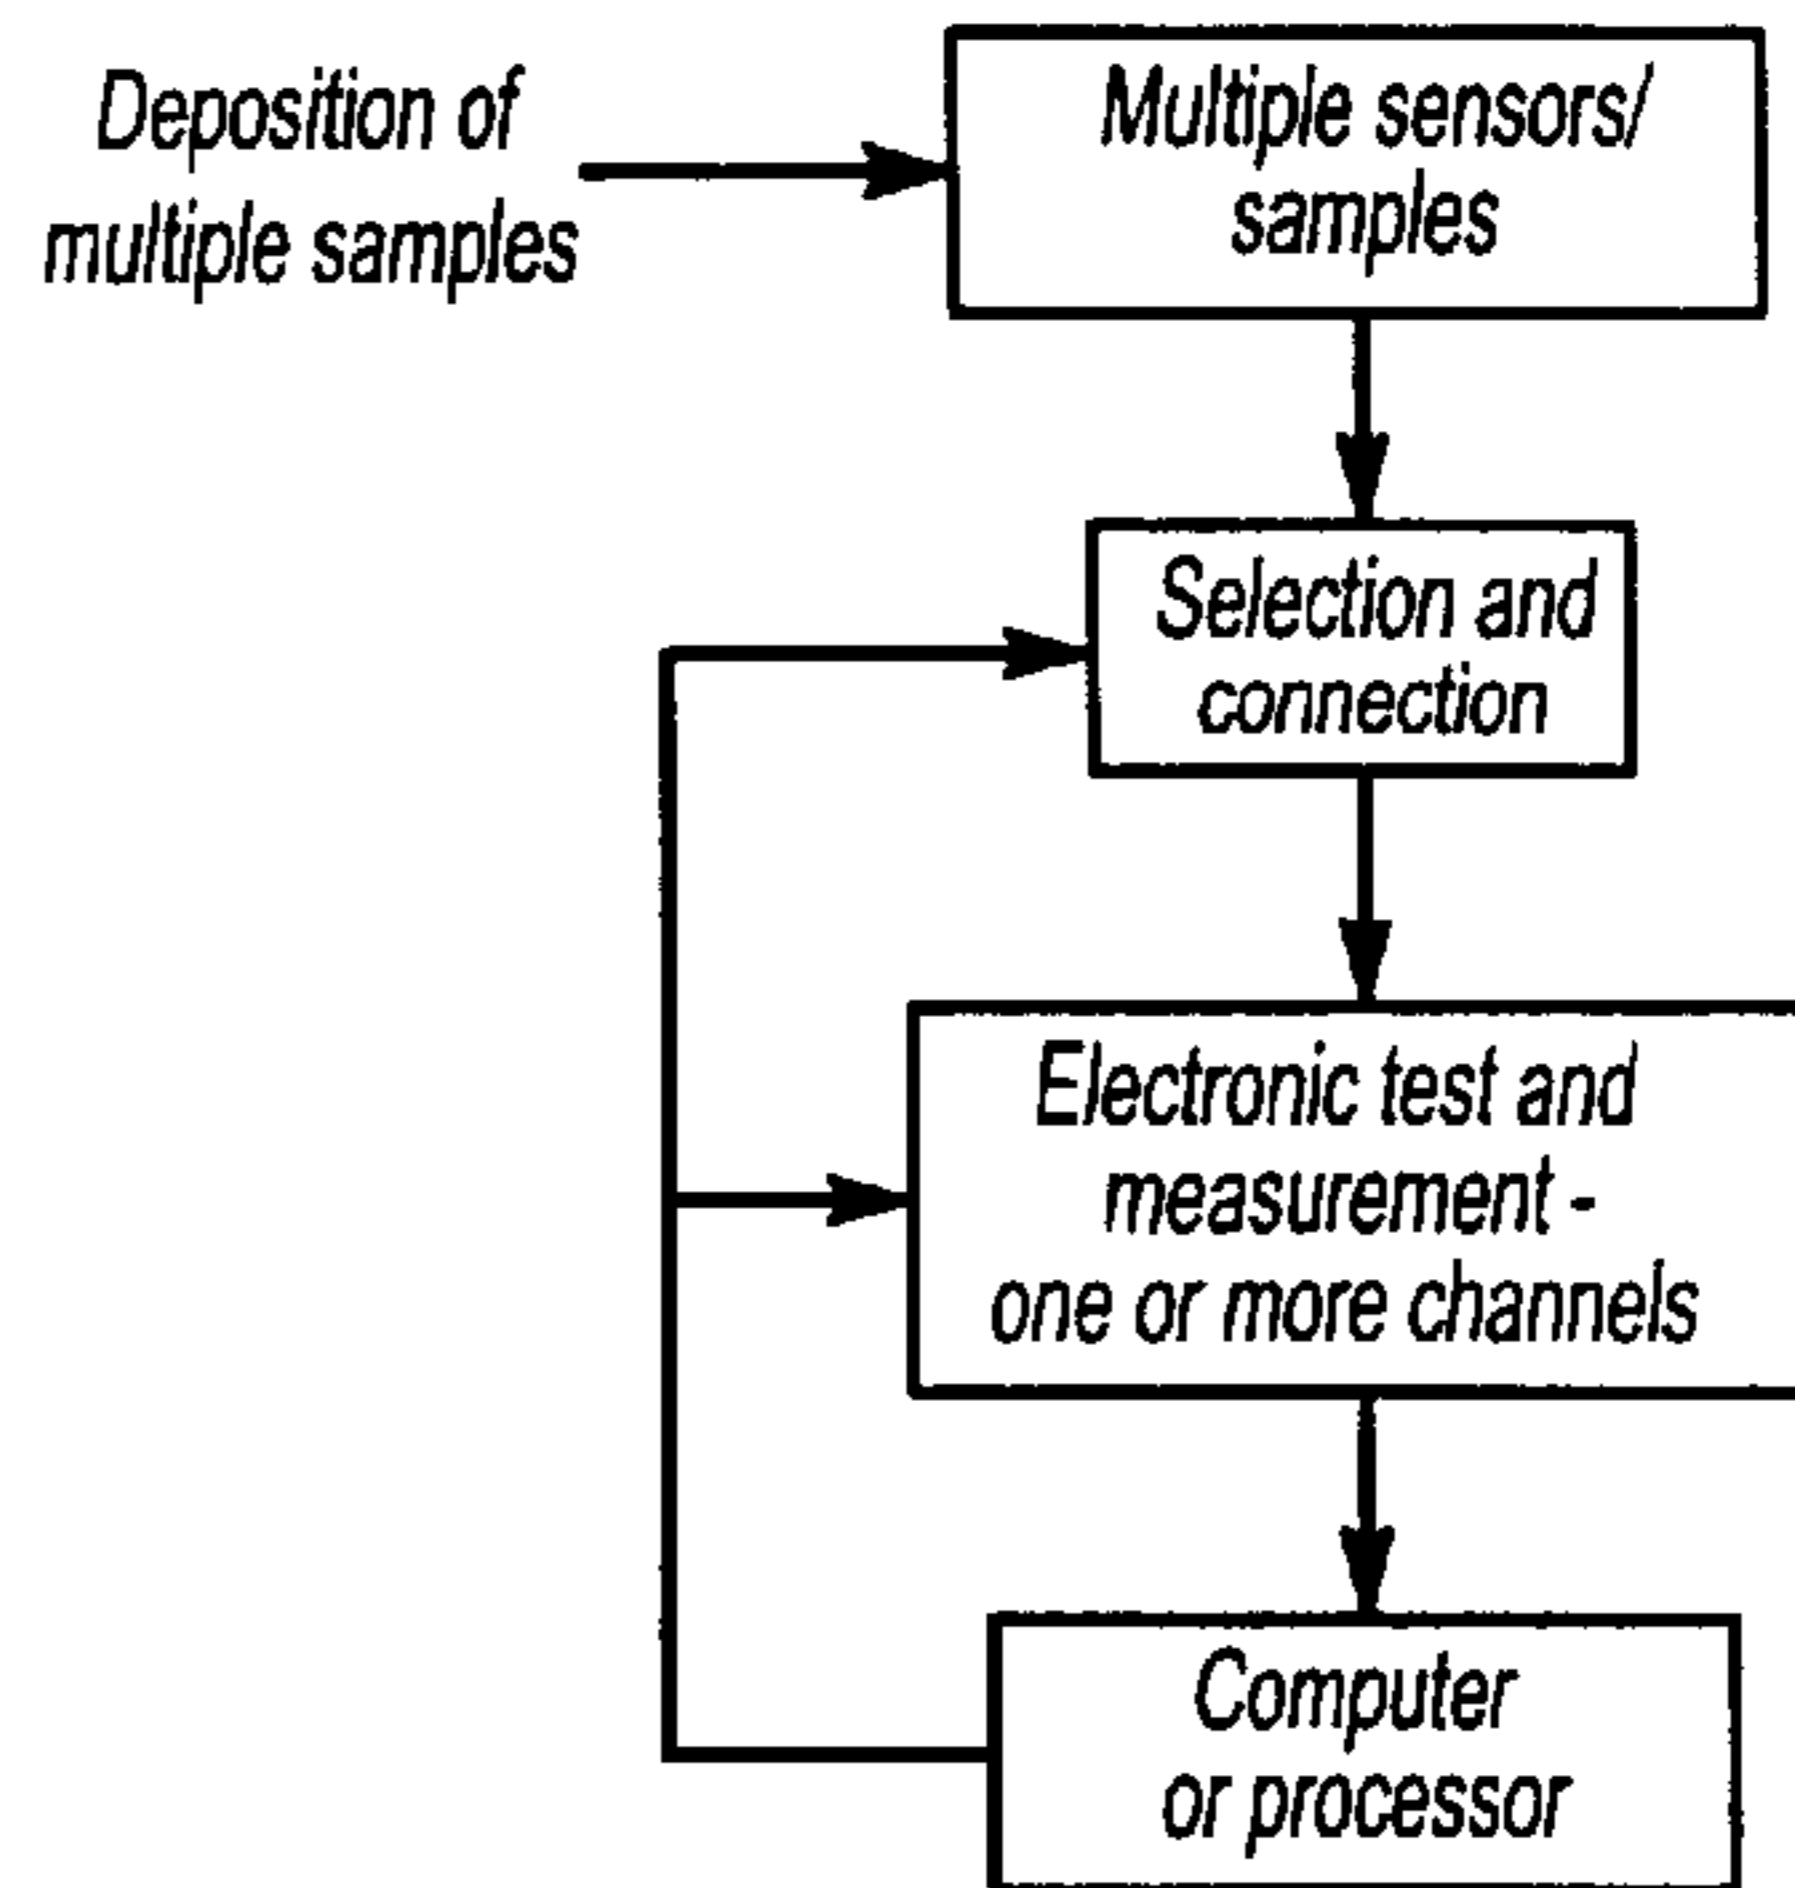 Deposition of
multiple samples
Multiple sensors/
samples
Selection and
connection
Electronic test and
measurement -
one or more channels
Computer
or processor